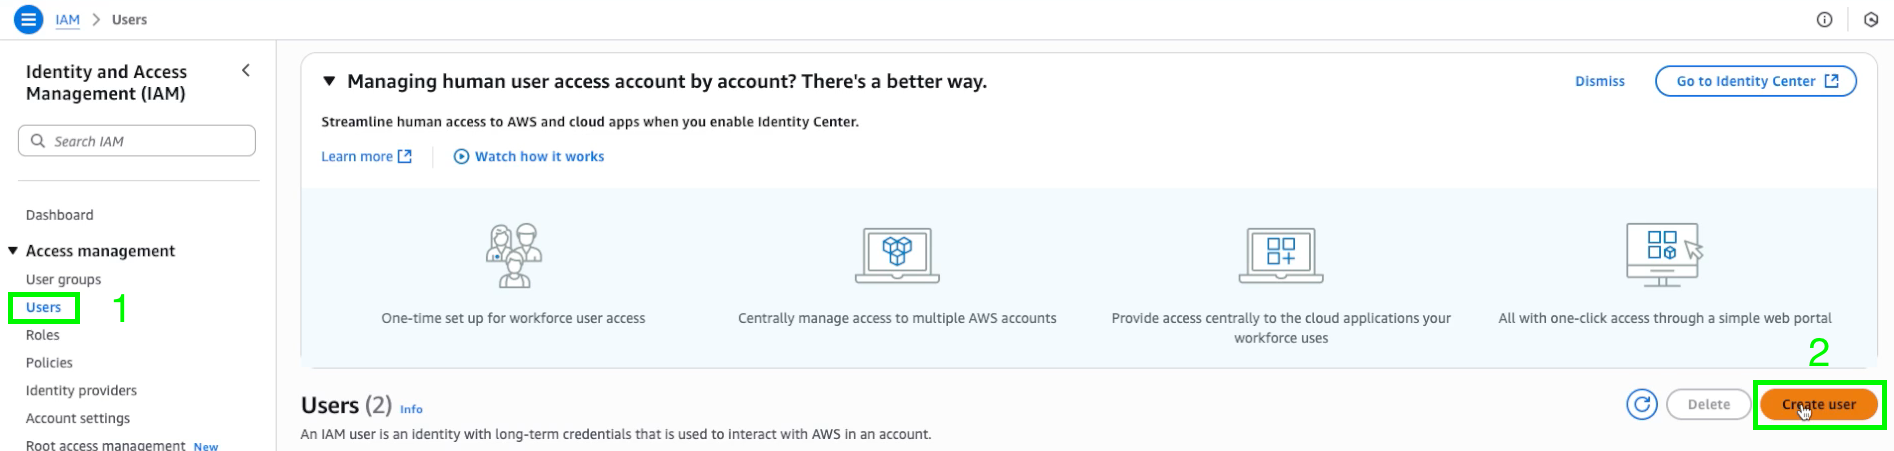 IAM > Users
Identity and Access
Management (IAM)
Search IAM
Dashboard
Access management
User groups
Users
1
Roles
Policies
Identity providers
Account settings
Root access management New
Managing human user access account by account? There's a better way.
Dismiss
Go to Identity Center
Streamline human access to AWS and cloud apps when you enable Identity Center.
Learn more
Watch how it works
One-time set up for workforce user access
Centrally manage access to multiple AWS accounts
Provide access centrally to the cloud applications your
workforce uses
All with one-click access through a simple web portal
2
Users (2) Info
Delete
Create user
An IAM user is an identity with long-term credentials that is used to interact with AWS in an account.